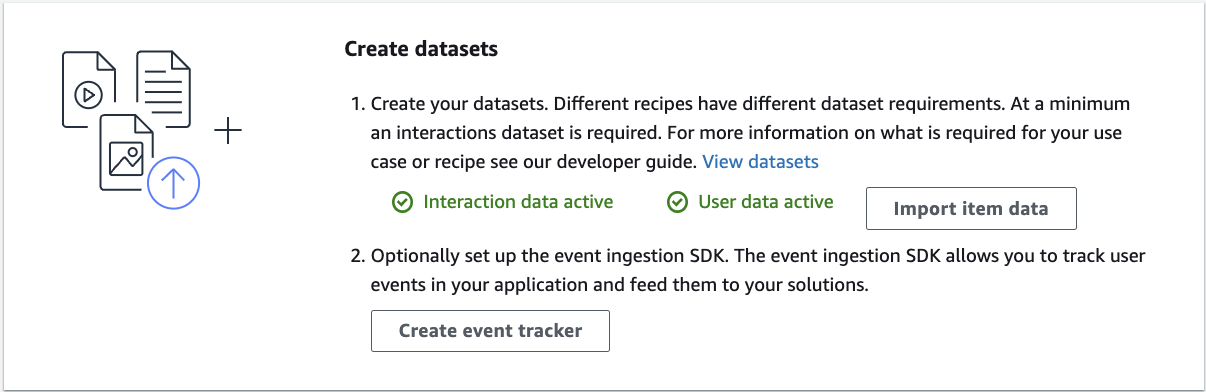 Create datasets
1. Create your datasets. Different recipes have different dataset requirements. At a minimum
an interactions dataset is required. For more information on what is required for your use
case or recipe see our developer guide. View datasets
Interaction data active User data active Import item data
2. Optionally set up the event ingestion SDK. The event ingestion SDK allows you to track user
events in your application and feed them to your solutions.
Create event tracker